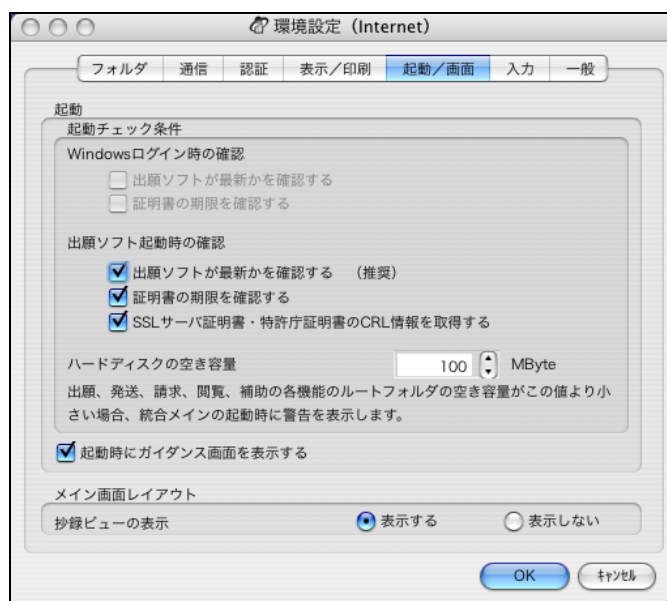 環境設定（Internet）
フォルダ 通信 認証 表示／印刷 起動／画面 入力 一般
起動
起動チェック条件
Windowsログイン時の確認
出願ソフトが最新かを確認する
証明書の期限を確認する
出願ソフト起動時の確認
出願ソフトが最新かを確認する （推奨）
証明書の期限を確認する
SSLサーバ証明書・特許庁証明書のCRL情報を取得する
ハードディスクの空き容量 100 MByte
出願、発送、請求、閲覧、補助の各機能のルートフォルダの空き容量がこの値より小
さい場合、統合メインの起動時に警告を表示します。
起動時にガイダンス画面を表示する
メイン画面レイアウト
抄録ビューの表示 表示する 表示しない
OK ｷｬﾝｾﾙ